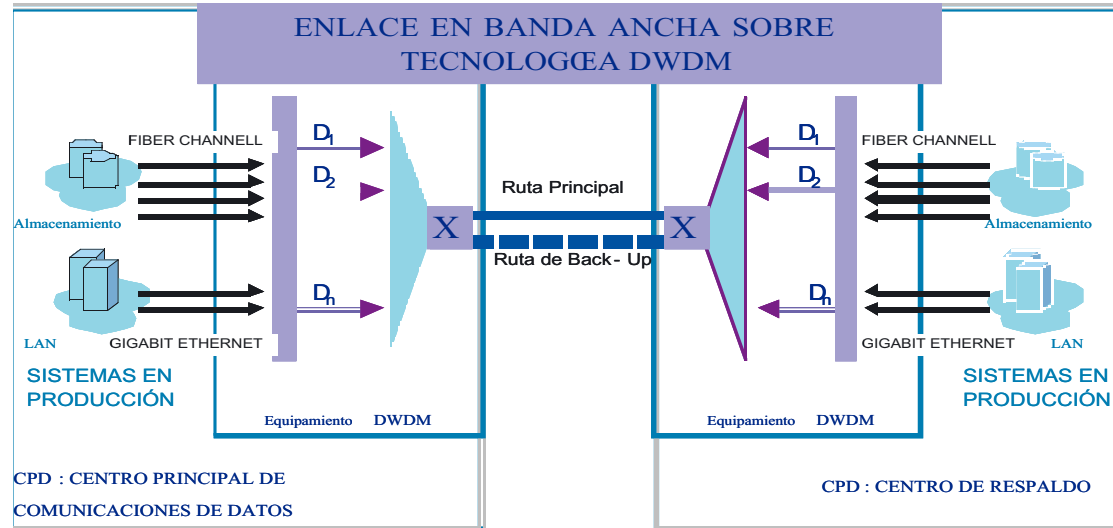 ENLACE EN BANDA ANCHA SOBRE
TECNOLOGŒA DWDM
FIBER CHANNELL
D1
D2
Dn
Almacenamiento
LAN
GIGABIT ETHERNET
SISTEMAS EN
PRODUCCIÓN
Equipamiento DWDM
X
Ruta Principal
Ruta de Back- Up
X
D1
D2
Dn
FIBER CHANNELL
Almacenamiento
GIGABIT ETHERNET
LAN
SISTEMAS EN
PRODUCCIÓN
Equipamiento DWDM
CPD : CENTRO PRINCIPAL DE
COMUNICACIONES DE DATOS
CPD : CENTRO DE RESPALDO